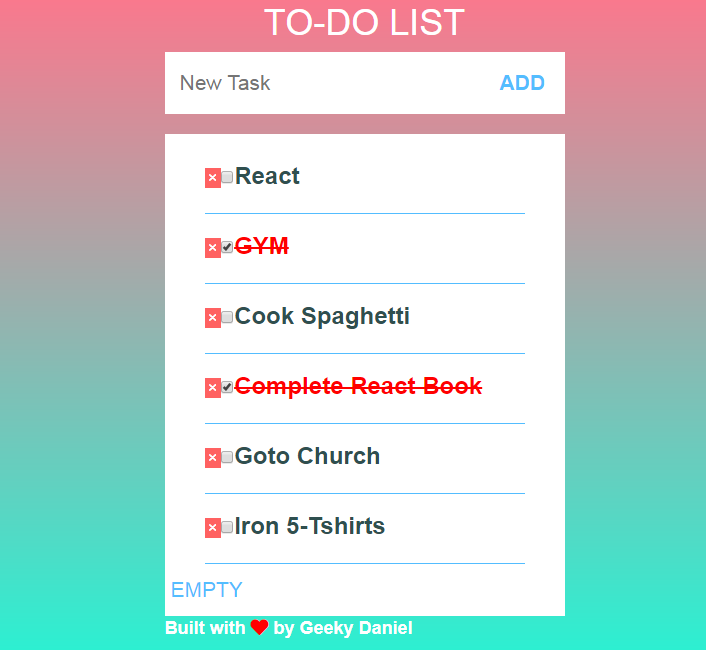 TO-DO LIST
New Task ADD
React
GYM
Cook Spaghetti
Complete React Book
Goto Church
Iron 5-Tshirts
EMPTY
Built with ❤ by Geeky Daniel